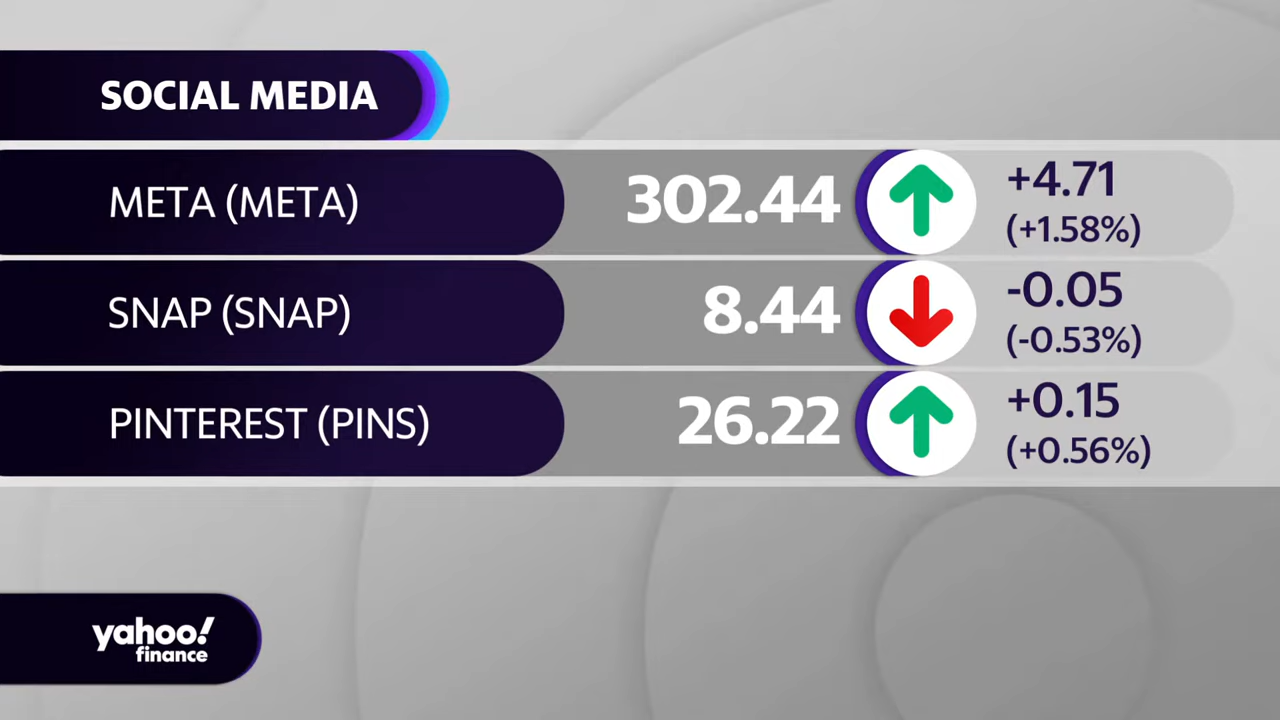 SOCIAL MEDIA
META (META) 302.44 +4.71
(+1.58%)
SNAP (SNAP) 8.44 -0.05
(-0.53%)
PINTEREST (PINS) 26.22 +0.15
(+0.56%)
yahoo!
finance